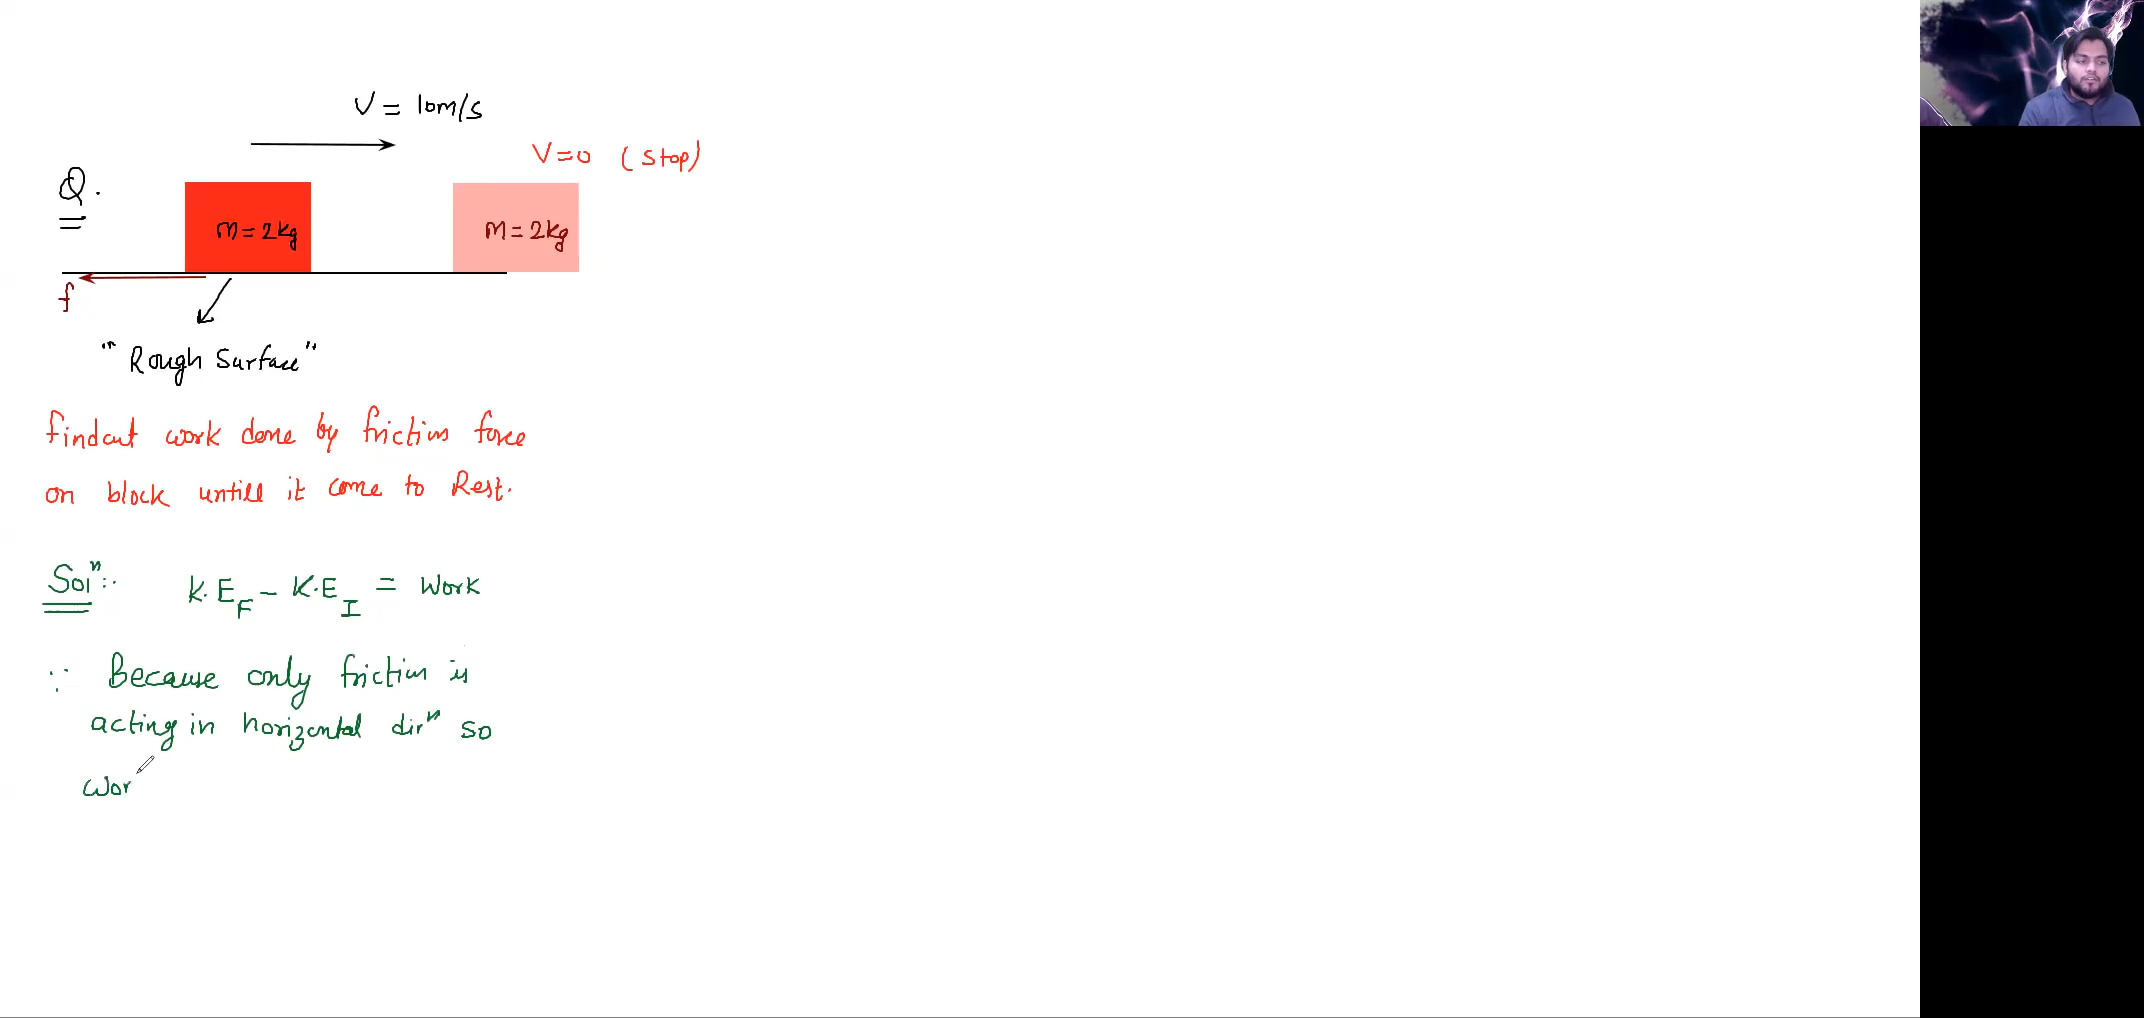 V = 10m/s
V=0 (stop)
Q.
m=2kg
m=2kg
f
"Rough Surface"
findout work done by friction force
on block untill it come to Rest.
Solⁿ:-
K.E_F - K.E_I = work
∵ Because only friction is
acting in horizontal dirⁿ so
wor